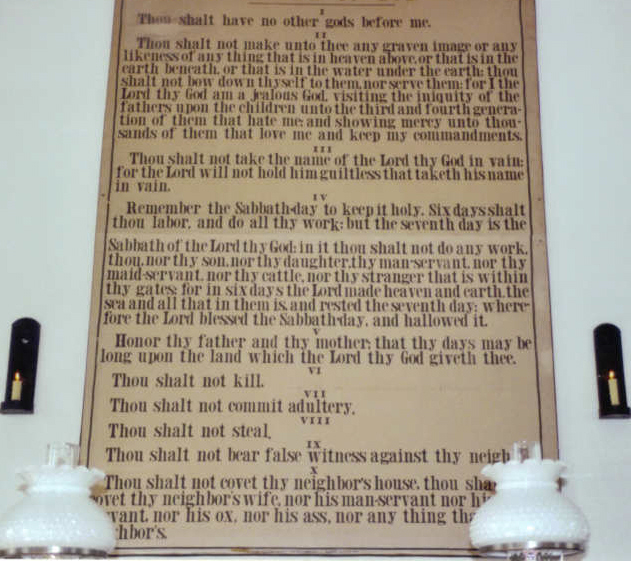 I
Thou shalt have no other gods before me.
II
Thou shalt not make unto thee any graven image or any
likeness of any thing that is in heaven above, or that is in the
earth beneath, or that is in the water under the earth: thou
shalt not bow down thyself to them, nor serve them: for I the
Lord thy God am a jealous God, visiting the iniquity of the
fathers upon the children unto the third and fourth genera-
tion of them that hate me: and showing mercy unto thou-
sands of them that love me and keep my commandments.
III
Thou shalt not take the name of the Lord thy God in vain:
for the Lord will not hold him guiltless that taketh his name
in vain.
IV
Remember the Sabbath-day to keep it holy. Six days shalt
thou labor, and do all thy work: but the seventh day is the
Sabbath of the Lord thy God: in it thou shalt not do any work,
thou, nor thy son, nor thy daughter, thy man-servant, nor thy
maid-servant, nor thy cattle, nor thy stranger that is within
thy gates: for in six days the Lord made heaven and earth, the
sea and all that in them is, and rested the seventh day: where-
fore the Lord blessed the Sabbath-day, and hallowed it.
V
Honor thy father and thy mother: that thy days may be
long upon the land which the Lord thy God giveth thee.
VI
Thou shalt not kill.
VII
Thou shalt not commit adultery.
VIII
Thou shalt not steal.
IX
Thou shalt not bear false witness against thy neigh
X
Thou shalt not covet thy neighbor's house, thou sha
ovet thy neighbor's wife, nor his man-servant nor hi
vant, nor his ox, nor his ass, nor any thing tha
hbor's.